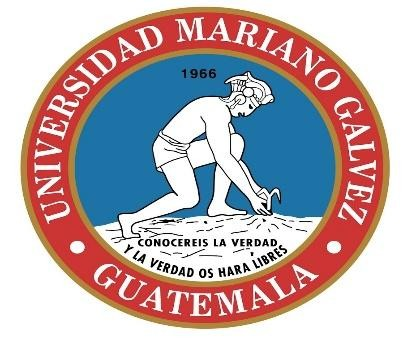 UNIVERSIDAD MARIANO GALVEZ
1966
CONOCEREIS LA VERDAD
Y LA VERDAD OS HARA LIBRES
GUATEMALA